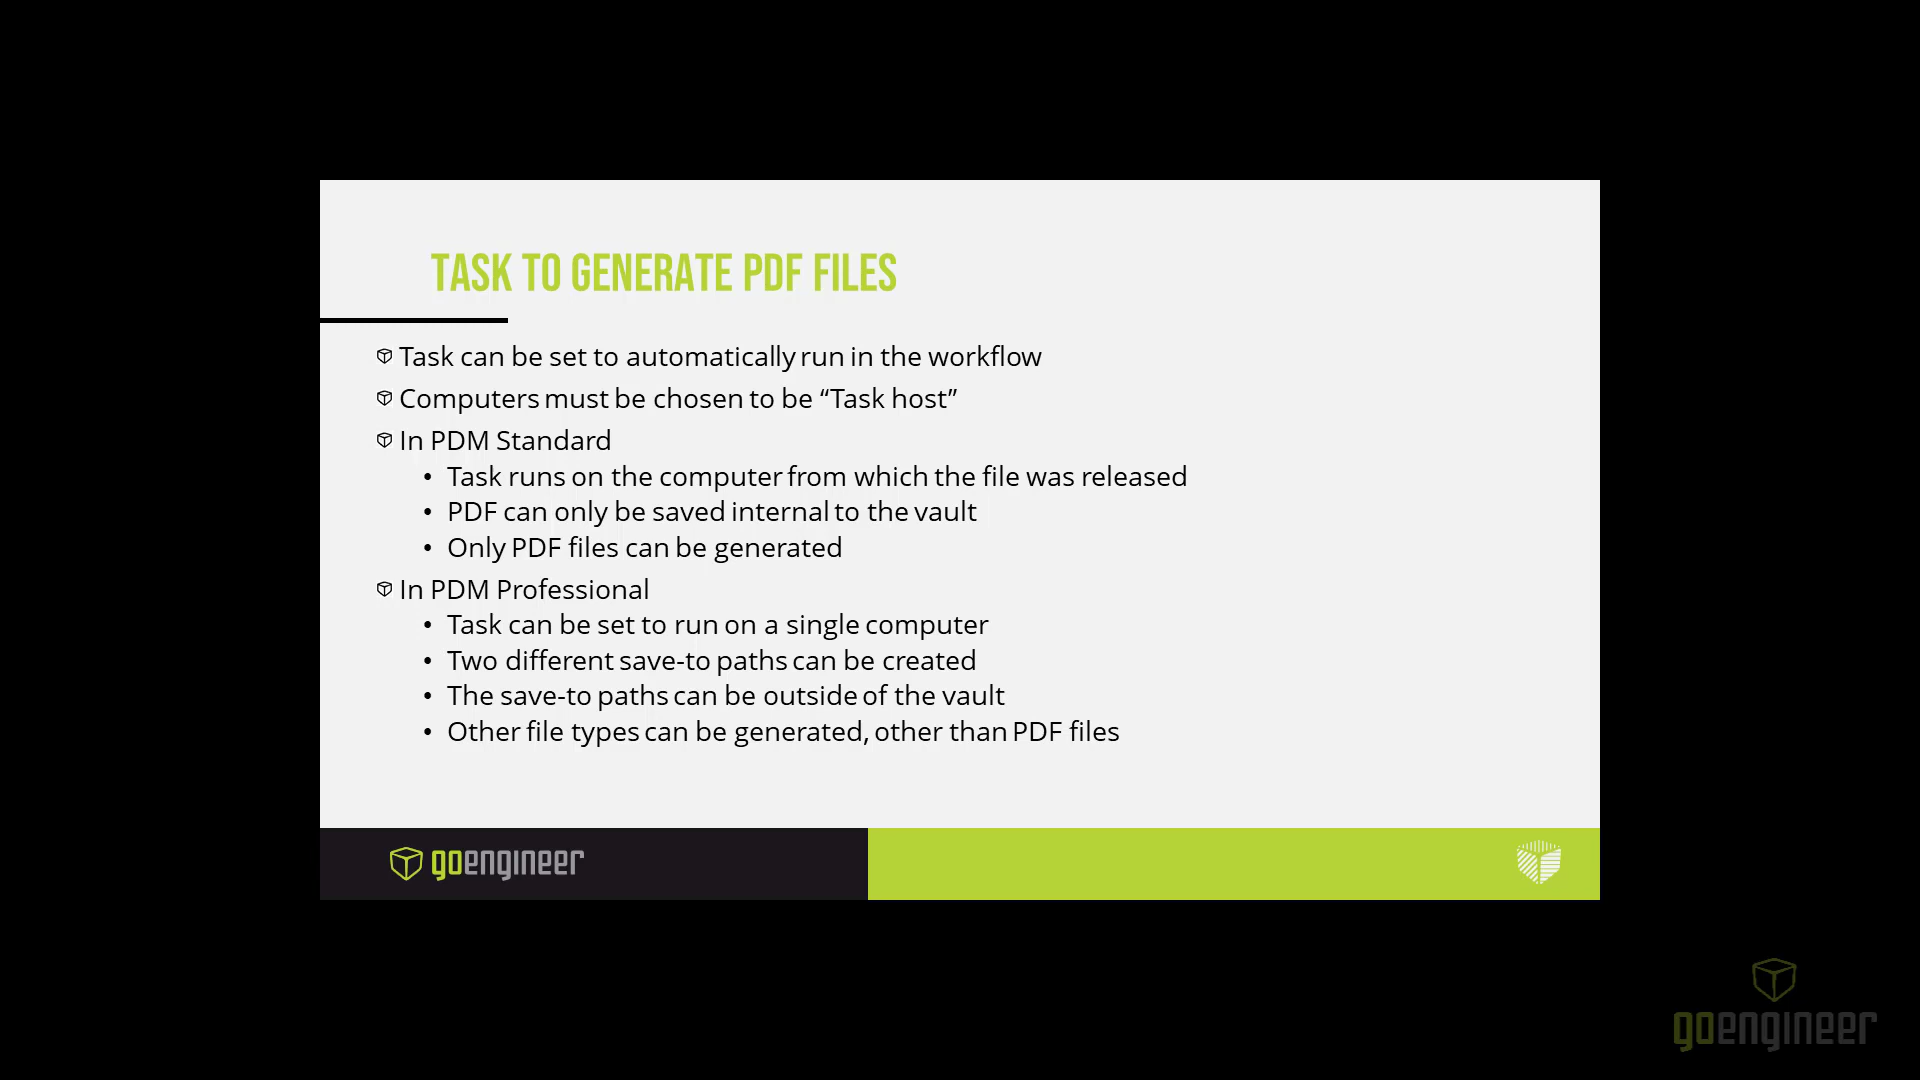 TASK TO GENERATE PDF FILES
Task can be set to automatically run in the workflow
Computers must be chosen to be “Task host”
In PDM Standard
• Task runs on the computer from which the file was released
• PDF can only be saved internal to the vault
• Only PDF files can be generated
In PDM Professional
• Task can be set to run on a single computer
• Two different save-to paths can be created
• The save-to paths can be outside of the vault
• Other file types can be generated, other than PDF files
goengineer
goengineer